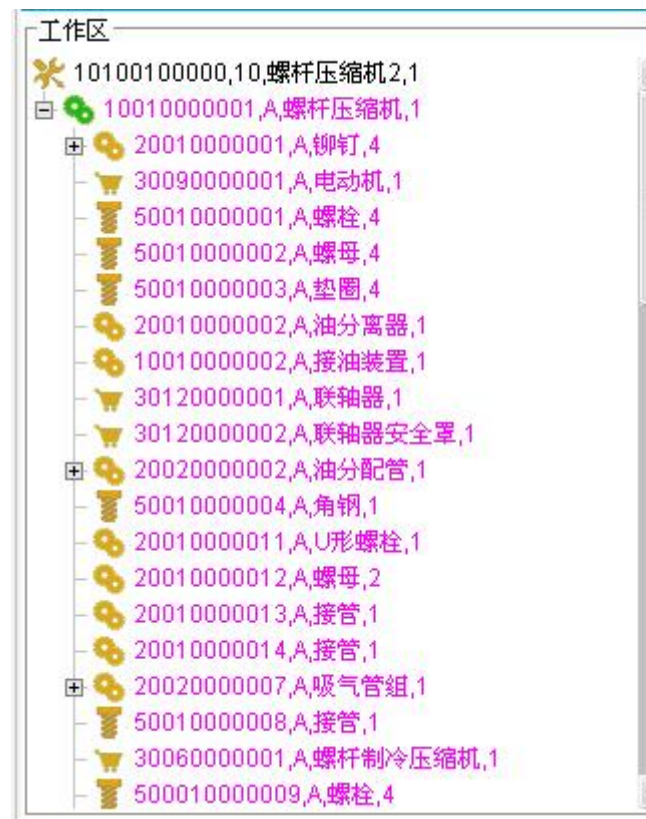 工作区
10100100000,10,螺杆压缩机2,1
10010000001,A,螺杆压缩机,1
20010000001,A,铆钉,4
30090000001,A,电动机,1
50010000001,A,螺栓,4
50010000002,A,螺母,4
50010000003,A,垫圈,4
20010000002,A,油分离器,1
10010000002,A,接油装置,1
30120000001,A,联轴器,1
30120000002,A,联轴器安全罩,1
20020000002,A,油分配管,1
50010000004,A,角钢,1
20010000011,A,U形螺栓,1
20010000012,A,螺母,2
20010000013,A,接管,1
20010000014,A,接管,1
20020000007,A,吸气管组,1
50010000008,A,接管,1
30060000001,A,螺杆制冷压缩机,1
500010000009,A,螺栓,4